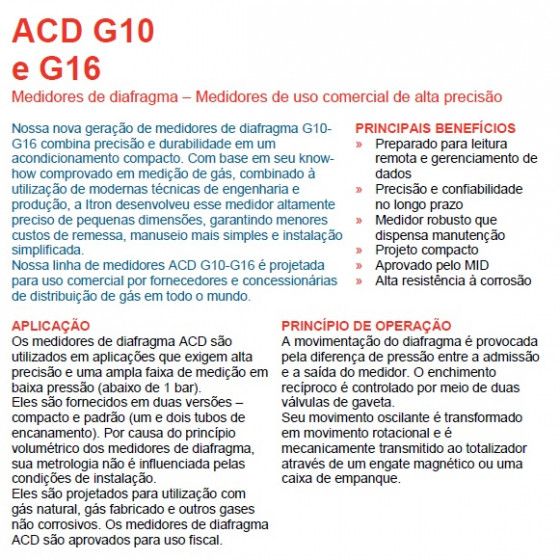 ACD G10
e G16
Medidores de diafragma – Medidores de uso comercial de alta precisão
Nossa nova geração de medidores de diafragma G10-
G16 combina precisão e durabilidade em um
acondicionamento compacto. Com base em seu know-
how comprovado em medição de gás, combinado à
utilização de modernas técnicas de engenharia e
produção, a Itron desenvolveu esse medidor altamente
preciso de pequenas dimensões, garantindo menores
custos de remessa, manuseio mais simples e instalação
simplificada.
Nossa linha de medidores ACD G10-G16 é projetada
para uso comercial por fornecedores e concessionárias
de distribuição de gás em todo o mundo.
PRINCIPAIS BENEFÍCIOS
» Preparado para leitura
remota e gerenciamento de
dados
» Precisão e confiabilidade
no longo prazo
» Medidor robusto que
dispensa manutenção
» Projeto compacto
» Aprovado pelo MID
» Alta resistência à corrosão
APLICAÇÃO
Os medidores de diafragma ACD são
utilizados em aplicações que exigem alta
precisão e uma ampla faixa de medição em
baixa pressão (abaixo de 1 bar).
Eles são fornecidos em duas versões –
compacto e padrão (um e dois tubos de
encanamento). Por causa do princípio
volumétrico dos medidores de diafragma,
sua metrologia não é influenciada pelas
condições de instalação.
Eles são projetados para utilização com
gás natural, gás fabricado e outros gases
não corrosivos. Os medidores de diafragma
ACD são aprovados para uso fiscal.
PRINCÍPIO DE OPERAÇÃO
A movimentação do diafragma é provocada
pela diferença de pressão entre a admissão
e a saída do medidor. O enchimento
recíproco é controlado por meio de duas
válvulas de gaveta.
Seu movimento oscilante é transformado
em movimento rotacional e é
mecanicamente transmitido ao totalizador
através de um engate magnético ou uma
caixa de empanque.